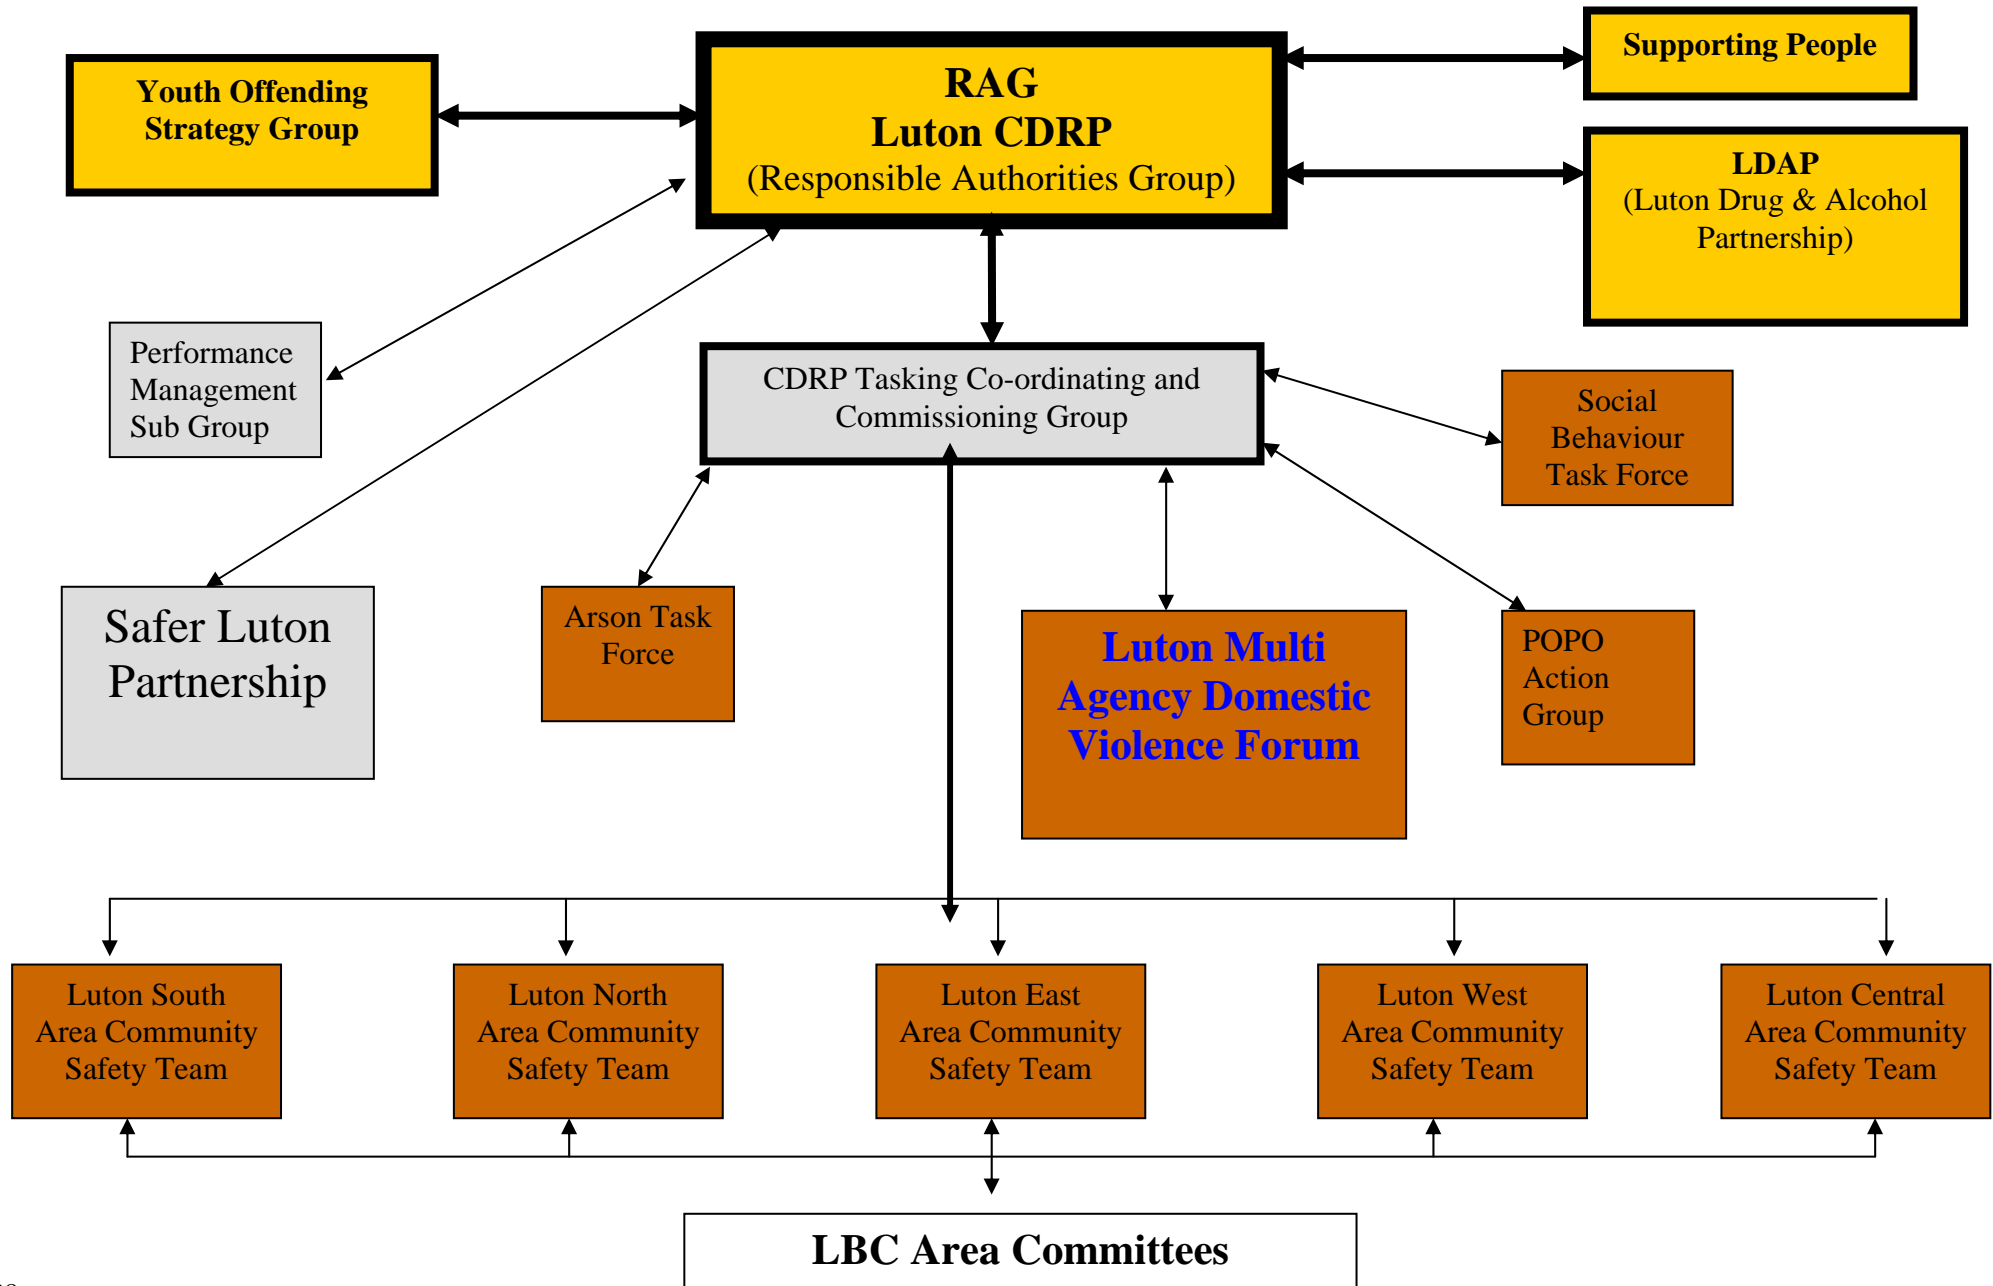 Supporting People
Youth Offending
Strategy Group
RAG
Luton CDRP
(Responsible Authorities Group)
LDAP
(Luton Drug & Alcohol
Partnership)
Performance
Management
Sub Group
CDRP Tasking Co-ordinating and
Commissioning Group
Social
Behaviour
Task Force
Safer Luton
Partnership
Arson Task
Force
Luton Multi
Agency Domestic
Violence Forum
POPO
Action
Group
Luton South
Area Community
Safety Team
Luton North
Area Community
Safety Team
Luton East
Area Community
Safety Team
Luton West
Area Community
Safety Team
Luton Central
Area Community
Safety Team
LBC Area Committees